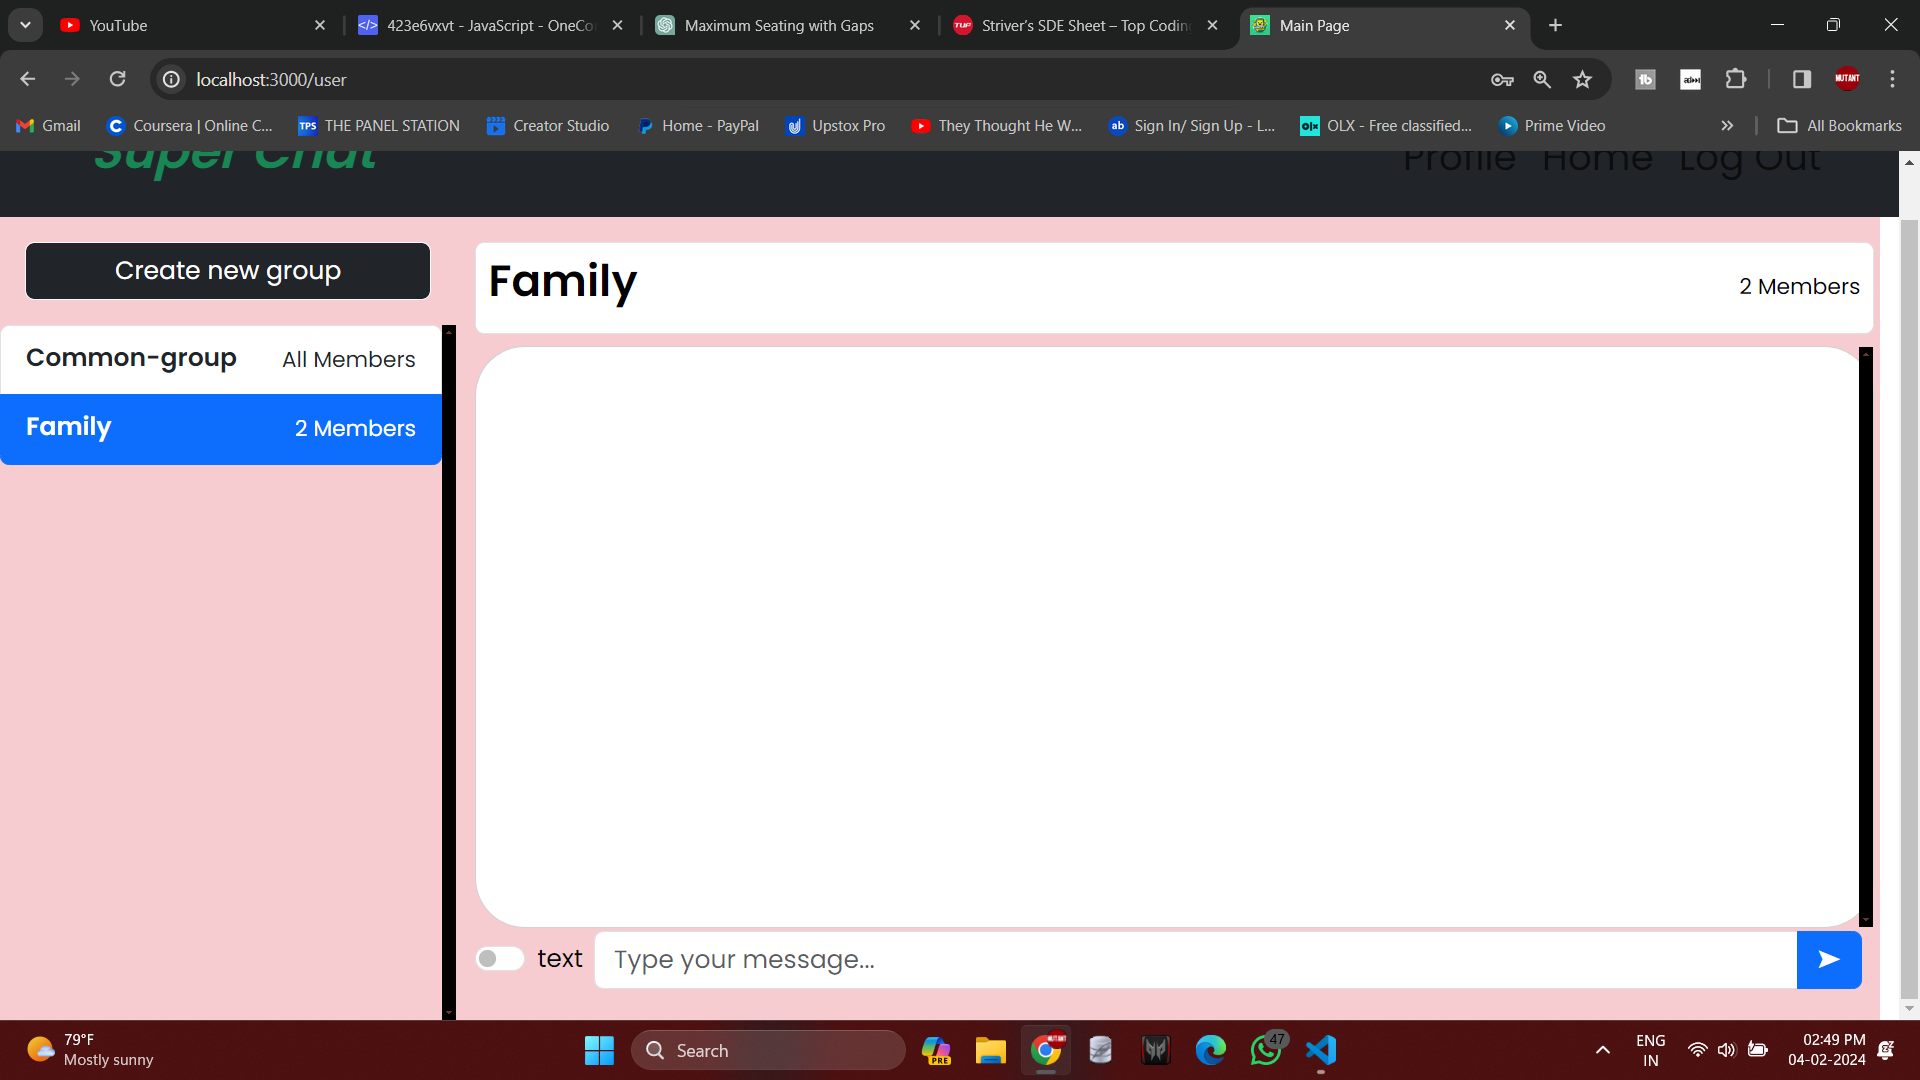 YouTube
423e6vxvt - JavaScript - OneCo
Maximum Seating with Gaps
Striver's SDE Sheet – Top Coding
Main Page
localhost:3000/user
Gmail
Coursera | Online C...
THE PANEL STATION
Creator Studio
Home - PayPal
Upstox Pro
They Thought He W...
Sign In/ Sign Up - L...
OLX - Free classified...
Prime Video
All Bookmarks
Super Chat
Profile Home Log Out
Create new group
Family
2 Members
Common-group All Members
Family 2 Members
text
Type your message...
79°F
Mostly sunny
Search
PRE
MUTANT
47
ENG
IN
02:49 PM
04-02-2024